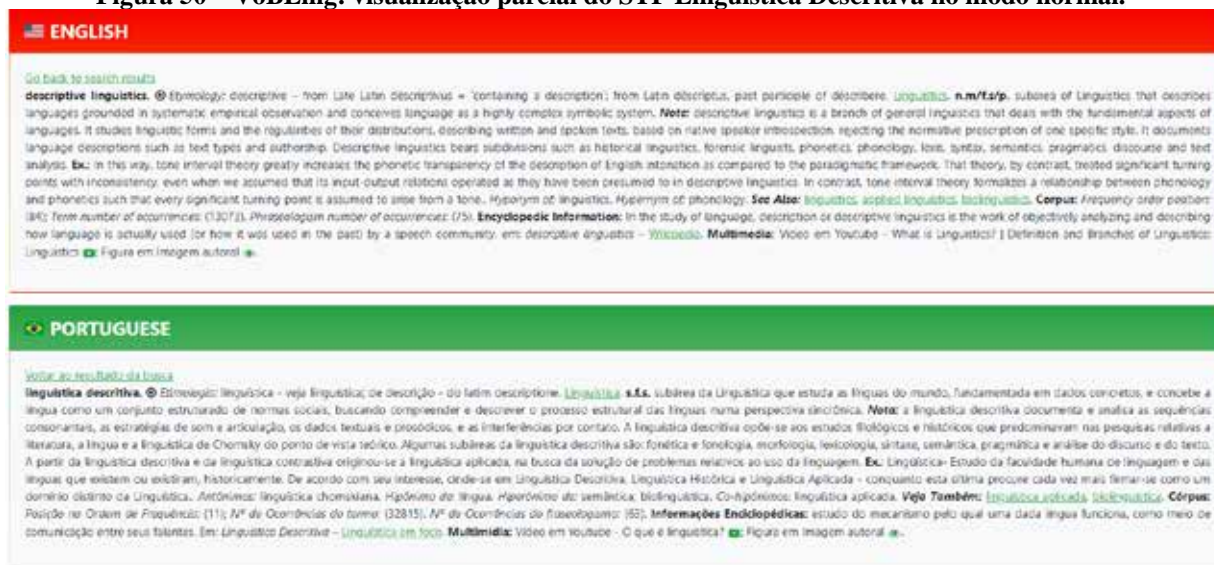 Figura 50 – VoBLing: visualização parcial do STP Linguística Descritiva no modo normal.
ENGLISH
Go back to search results
descriptive linguistics. Etymology: descriptive – from Late Latin descriptivus = 'containing a description'; from Latin dēscriptus, past participle of dēscribere. Linguistics. n.m/f.s/p. subarea of Linguistics that describes
languages grounded in systematic empirical observation and conceives language as a highly complex symbolic system. Note: descriptive linguistics is a branch of general linguistics that deals with the fundamental aspects of
languages. It studies linguistic forms and the regularities of their distributions, describing written and spoken texts, based on native speaker introspection, rejecting the normative prescription of one specific style. It documents
language descriptions such as text types and authorship. Descriptive Linguistics bears subdivisions such as historical linguistics, forensic linguists, phonetics, phonology, lexis, syntax, semantics, pragmatics, discourse and text
analysis. Ex.: In this way, tone interval theory greatly increases the phonetic transparency of the description of English intonation as compared to the paradigmatic framework. That theory, by contrast, treated significant turning
points with inconsistency, even when we assumed that its input-output relations operated as they have been presumed to in descriptive linguistics. In contrast, tone interval theory formalizes a relationship between phonology
and phonetics such that every significant turning point is assumed to arise from a tone. Hyponym of: linguistics. Hypernym of: phonology. See Also: linguistics, applied linguistics, biolinguistics. Corpus: Frequency order position:
(84); Term number of occurrences: (13073). Phraseologism number of occurrences: (75). Encyclopedic Information: In the study of language, description or descriptive linguistics is the work of objectively analyzing and describing
how language is actually used (or how it was used in the past) by a speech community. em: descriptive linguistics – Wikipedia. Multimedia: Video em Youtube - What is Linguistics? | Definition and Branches of Linguistics:
Linguistics Figura em Imagem autoral
PORTUGUESE
Voltar ao resultado da busca
linguística descritiva. Etimologia: linguística – veja linguística; de descrição – do latim descriptione. Linguística. s.f.s. subárea da Linguística que estuda as línguas do mundo, fundamentada em dados concretos, e concebe a
língua como um conjunto estruturado de normas sociais, buscando compreender e descrever o processo estrutural das línguas numa perspectiva sincrônica. Nota: a linguística descritiva documenta e analisa as sequências
consonantais, as estratégias de som e articulação, os dados textuais e prosódicos, e as interferências por contato. A linguística descritiva opõe-se aos estudos filológicos e históricos que predominavam nas pesquisas relativas a
literatura, a língua e a linguística de Chomsky do ponto de vista teórico. Algumas subáreas da linguística descritiva são: fonética e fonologia, morfologia, lexicologia, sintaxe, semântica, pragmática e análise do discurso e do texto.
A partir da linguística descritiva e da linguística contrastiva originou-se a linguística aplicada, na busca da solução de problemas relativos ao uso da linguagem. Ex.: Lingüística- Estudo da faculdade humana de linguagem e das
línguas que existem ou existiram, historicamente. De acordo com seu interesse, cinde-se em Linguística Descritiva, Linguística Histórica e Linguística Aplicada - conquanto esta última procure cada vez mais firmar-se como um
domínio distinto da Linguística. Antônimos: linguística chomskiana. Hipônimo de: língua. Hiperônimo de: semântica, biolinguística. Co-hipônimos: linguística aplicada. Veja Também: linguística aplicada, biolinguística. Córpus:
Posição na Ordem de Frequência: (11); Nº de Ocorrências do termo: (32815). Nº de Ocorrências do fraseologismo: (63). Informações Enciclopédicas: estudo do mecanismo pelo qual uma dada língua funciona, como meio de
comunicação entre seus falantes. Em: Linguística Descritiva – Linguística em foco. Multimídia: Vídeo em Youtube - O que é linguística? Figura em Imagem autoral